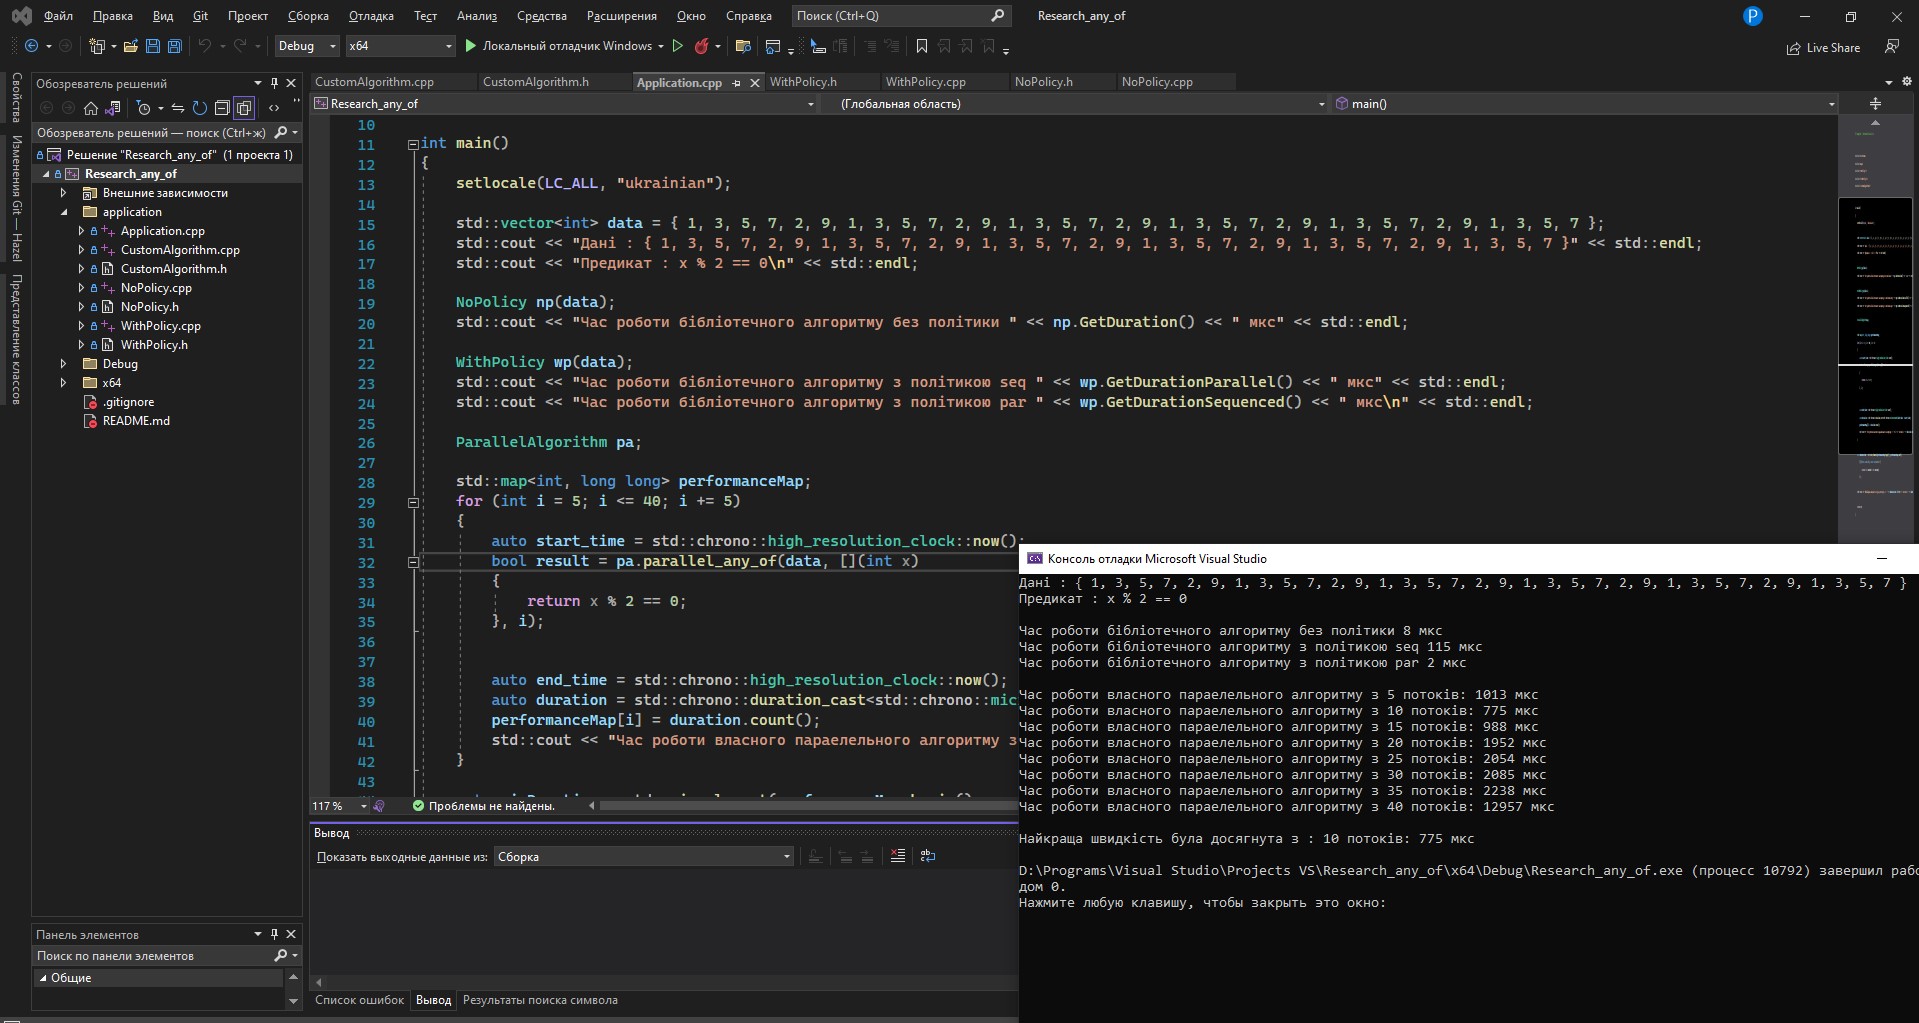 Файл Правка Вид Git Проект Сборка Отладка Тест Анализ Средства Расширения Окно Справка Поиск (Ctrl+Q) Research_any_of P
Debug x64 Локальный отладчик Windows Live Share
Свойства
Изменения Git — Hazel
Представление классов
Обозреватель решений
Обозреватель решений — поиск (Ctrl+ж)
Решение "Research_any_of" (1 проекта 1)
Research_any_of
Внешние зависимости
application
Application.cpp
CustomAlgorithm.cpp
CustomAlgorithm.h
NoPolicy.cpp
NoPolicy.h
WithPolicy.cpp
WithPolicy.h
Debug
x64
.gitignore
README.md
Панель элементов
Поиск по панели элементов
Общие
CustomAlgorithm.cpp CustomAlgorithm.h Application.cpp WithPolicy.h WithPolicy.cpp NoPolicy.h NoPolicy.cpp
Research_any_of (Глобальная область) main()
10
11 int main()
12 {
13 setlocale(LC_ALL, "ukrainian");
14
15 std::vector<int> data = { 1, 3, 5, 7, 2, 9, 1, 3, 5, 7, 2, 9, 1, 3, 5, 7, 2, 9, 1, 3, 5, 7, 2, 9, 1, 3, 5, 7, 2, 9, 1, 3, 5, 7 };
16 std::cout << "Дані : { 1, 3, 5, 7, 2, 9, 1, 3, 5, 7, 2, 9, 1, 3, 5, 7, 2, 9, 1, 3, 5, 7, 2, 9, 1, 3, 5, 7, 2, 9, 1, 3, 5, 7 }" << std::endl;
17 std::cout << "Предикат : x % 2 == 0\n" << std::endl;
18
19 NoPolicy np(data);
20 std::cout << "Час роботи бібліотечного алгоритму без політики " << np.GetDuration() << " мкс" << std::endl;
21
22 WithPolicy wp(data);
23 std::cout << "Час роботи бібліотечного алгоритму з політикою seq " << wp.GetDurationParallel() << " мкс" << std::endl;
24 std::cout << "Час роботи бібліотечного алгоритму з політикою par " << wp.GetDurationSequenced() << " мкс\n" << std::endl;
25
26 ParallelAlgorithm pa;
27
28 std::map<int, long long> performanceMap;
29 for (int i = 5; i <= 40; i += 5)
30 {
31 auto start_time = std::chrono::high_resolution_clock::now();
32 bool result = pa.parallel_any_of(data, [](int x)
33 {
34 return x % 2 == 0;
35 }, i);
36
37
38 auto end_time = std::chrono::high_resolution_clock::now();
39 auto duration = std::chrono::duration_cast<std::chrono::mic
40 performanceMap[i] = duration.count();
41 std::cout << "Час роботи власного параелельного алгоритму з
42 }
43
117 % Проблемы не найдены.
Вывод
Показать выходные данные из: Сборка
Список ошибок Вывод Результаты поиска символа
Консоль отладки Microsoft Visual Studio
Дані : { 1, 3, 5, 7, 2, 9, 1, 3, 5, 7, 2, 9, 1, 3, 5, 7, 2, 9, 1, 3, 5, 7, 2, 9, 1, 3, 5, 7, 2, 9, 1, 3, 5, 7 }
Предикат : x % 2 == 0
Час роботи бібліотечного алгоритму без політики 8 мкс
Час роботи бібліотечного алгоритму з політикою seq 115 мкс
Час роботи бібліотечного алгоритму з політикою par 2 мкс
Час роботи власного параелельного алгоритму з 5 потоків: 1013 мкс
Час роботи власного параелельного алгоритму з 10 потоків: 775 мкс
Час роботи власного параелельного алгоритму з 15 потоків: 988 мкс
Час роботи власного параелельного алгоритму з 20 потоків: 1952 мкс
Час роботи власного параелельного алгоритму з 25 потоків: 2054 мкс
Час роботи власного параелельного алгоритму з 30 потоків: 2085 мкс
Час роботи власного параелельного алгоритму з 35 потоків: 2238 мкс
Час роботи власного параелельного алгоритму з 40 потоків: 12957 мкс
Найкраща швидкість була досягнута з : 10 потоків: 775 мкс
D:\Programs\Visual Studio\Projects VS\Research_any_of\x64\Debug\Research_any_of.exe (процесс 10792) завершил рабо
дом 0.
Нажмите любую клавишу, чтобы закрыть это окно: